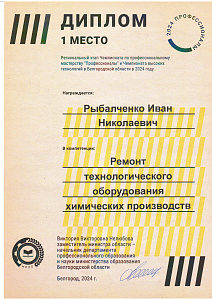 ДИПЛОМ
1 МЕСТО
2024 ПРОФЕССИОНАЛЫ
Региональный этап Чемпионата по профессиональному
мастерству "Профессионалы" и Чемпионата высоких
технологий в Белгородской области в 2024 году
Награждается:
Рыбалченко Иван
Николаевич
В компетенции:
Ремонт
технологического
оборудования
химических производств
Виктория Викторовна Нелюбова
заместитель министра области –
начальник департамента
профессионального образования
и науки министерства образования
Белгородской области
Белгород, 2024 г.